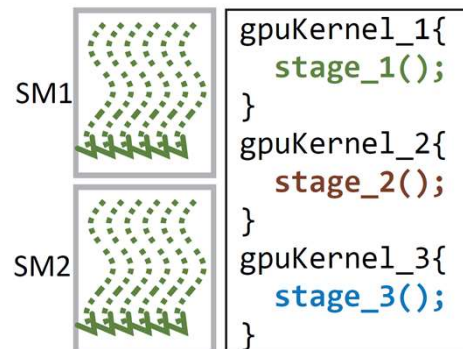 SM1
SM2
gpuKernel_1{
stage_1();
}
gpuKernel_2{
stage_2();
}
gpuKernel_3{
stage_3();
}